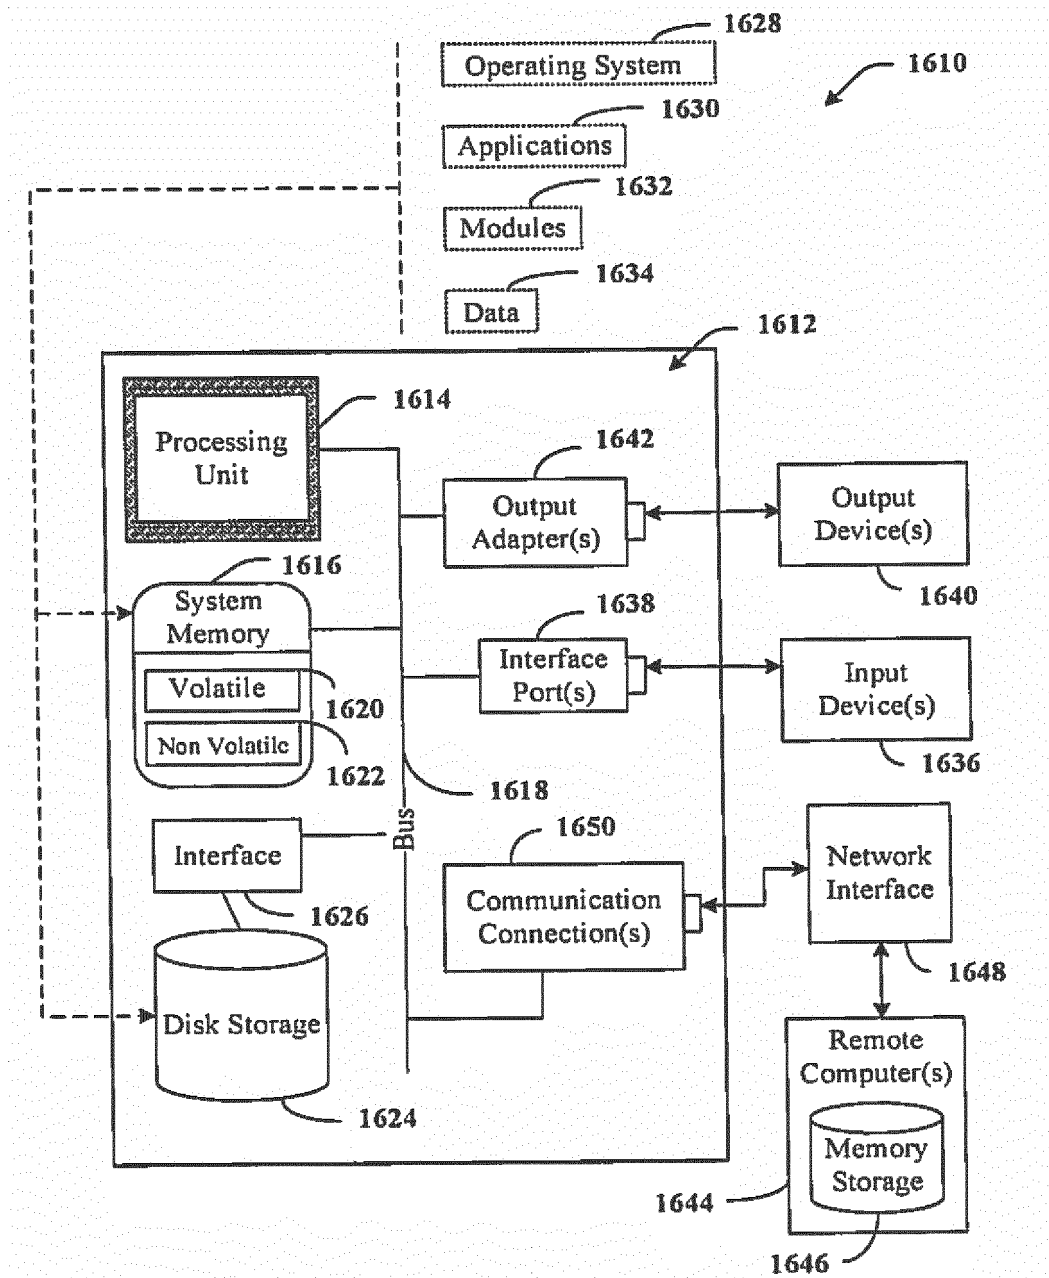 1628
Operating System
1610
1630
Applications
1632
Modules
1634
Data
1612
1614
Processing
Unit
1642
Output
Adapter(s)
Output
Device(s)
1640
1616
System
Memory
Volatile
1620
Non Volatile
1622
1638
Interface
Port(s)
Input
Device(s)
1636
1618
Bus
Interface
1626
1650
Communication
Connection(s)
Network
Interface
1648
Disk Storage
1624
Remote
Computer(s)
Memory
Storage
1644
1646